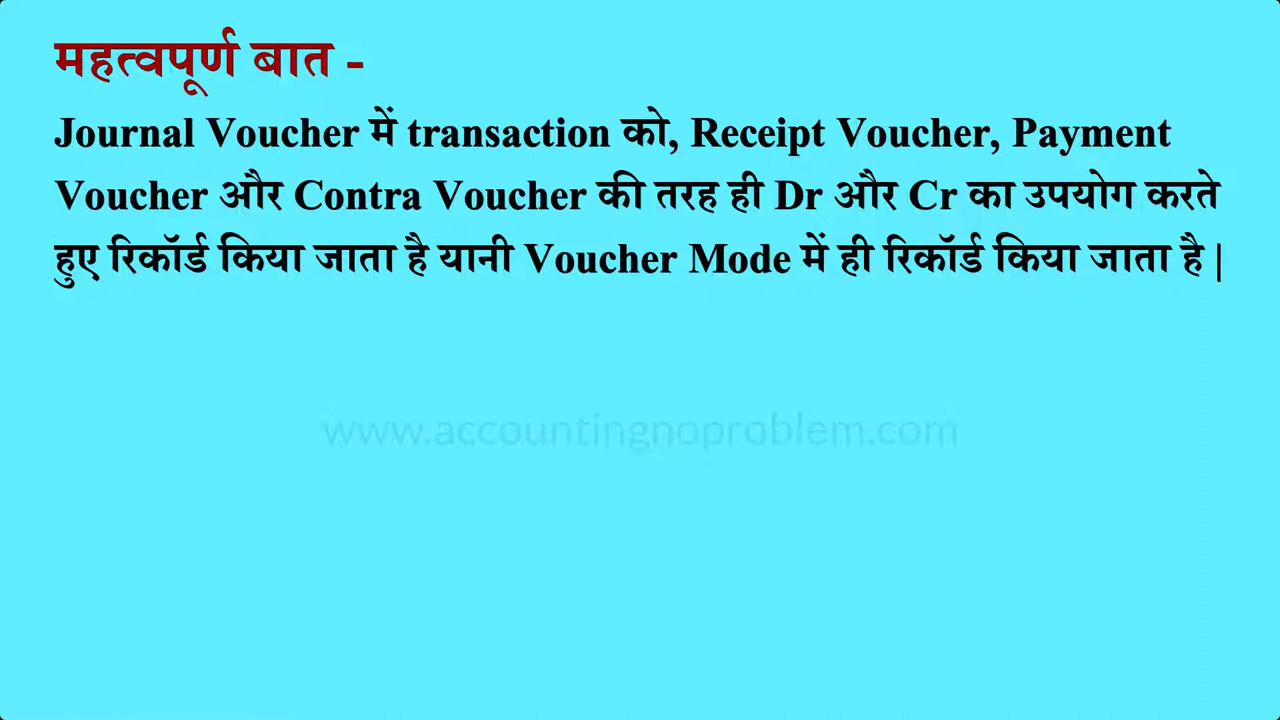 महत्वपूर्ण बात -
Journal Voucher में transaction को, Receipt Voucher, Payment
Voucher और Contra Voucher की तरह ही Dr और Cr का उपयोग करते
हुए रिकॉर्ड किया जाता है यानी Voucher Mode में ही रिकॉर्ड किया जाता है |
www.accountingnoproblem.com